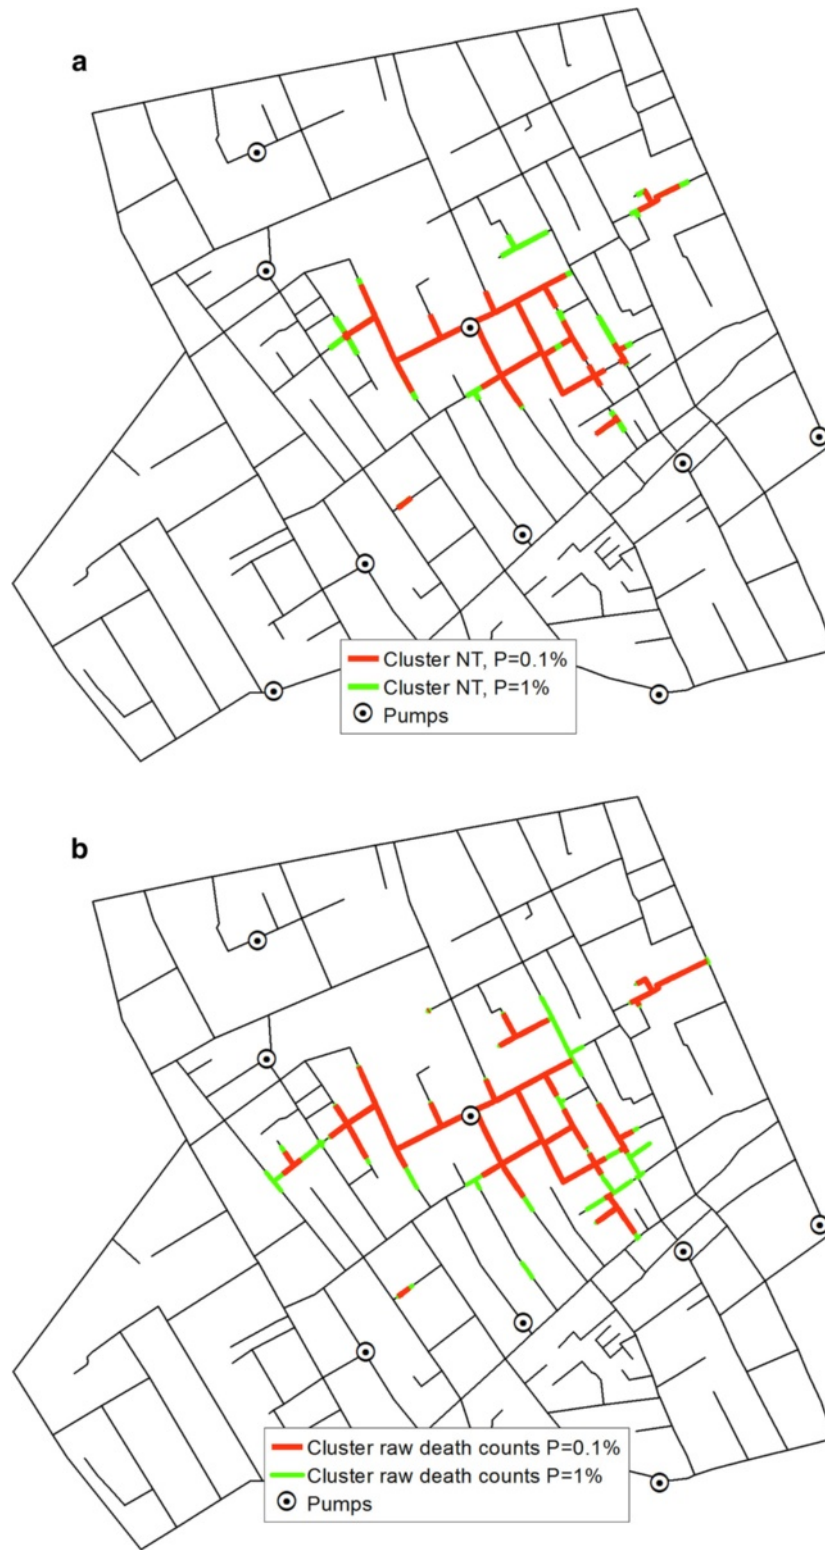 a
Cluster NT, P=0.1%
Cluster NT, P=1%
Pumps
b
Cluster raw death counts P=0.1%
Cluster raw death counts P=1%
Pumps